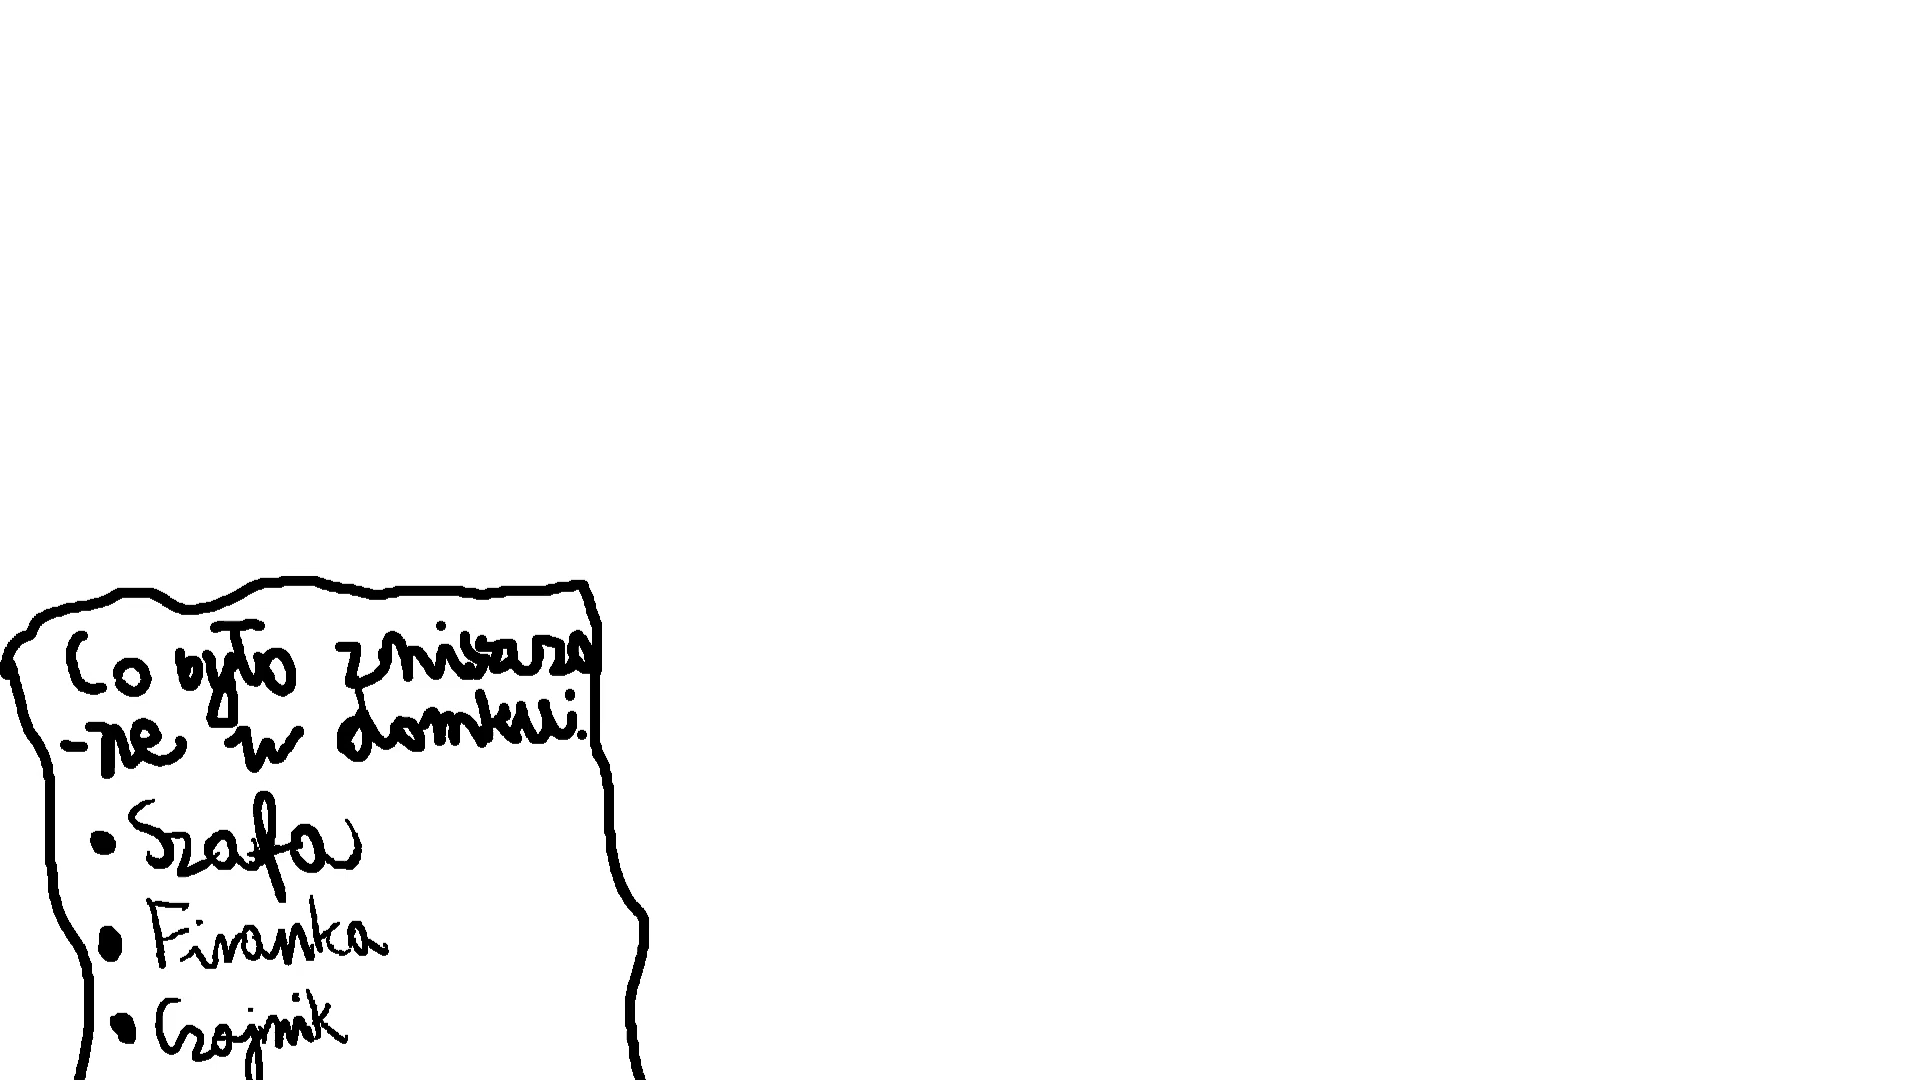 Co było zniszczo
-ne w domku.
• Szafa
• Firanka
• Czajnik